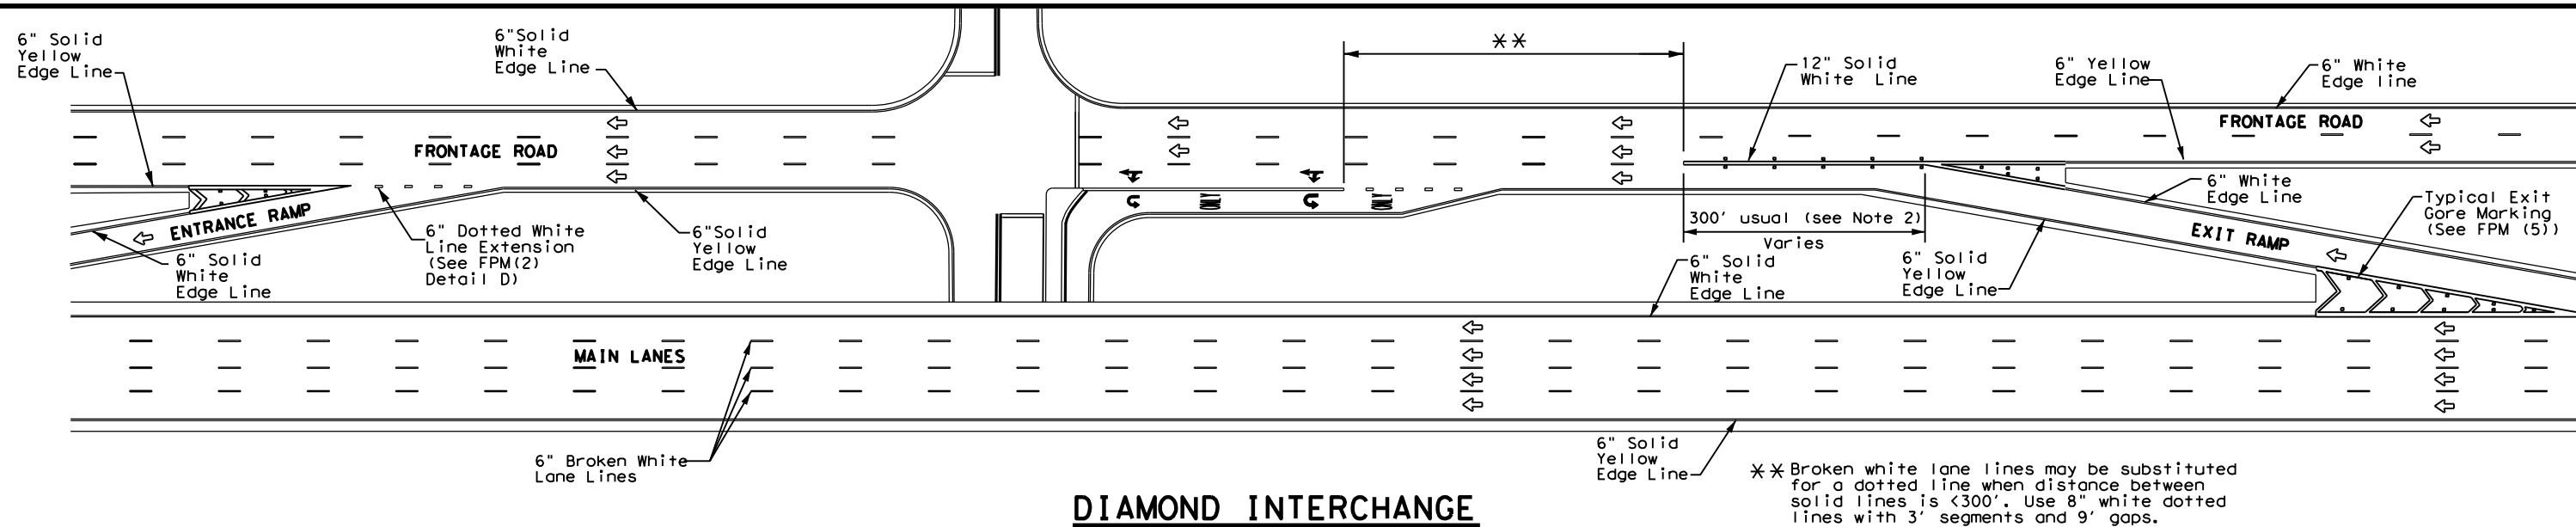 6" Solid
Yellow
Edge Line
6"Solid
White
Edge Line
**
12" Solid
White Line
6" Yellow
Edge Line
6" White
Edge line
FRONTAGE ROAD
FRONTAGE ROAD
ENTRANCE RAMP
6" Solid
White
Edge Line
6" Dotted White
Line Extension
(See FPM(2)
Detail D)
6"Solid
Yellow
Edge Line
ONLY
ONLY
300' usual (see Note 2)
Varies
6" Solid
White
Edge Line
6" Solid
Yellow
Edge Line
EXIT RAMP
6" White
Edge Line
Typical Exit
Gore Marking
(See FPM (5))
MAIN LANES
6" Broken White
Lane Lines
6" Solid
Yellow
Edge Line
** Broken white lane lines may be substituted
for a dotted line when distance between
solid lines is <300'. Use 8" white dotted
lines with 3' segments and 9' gaps.
DIAMOND INTERCHANGE